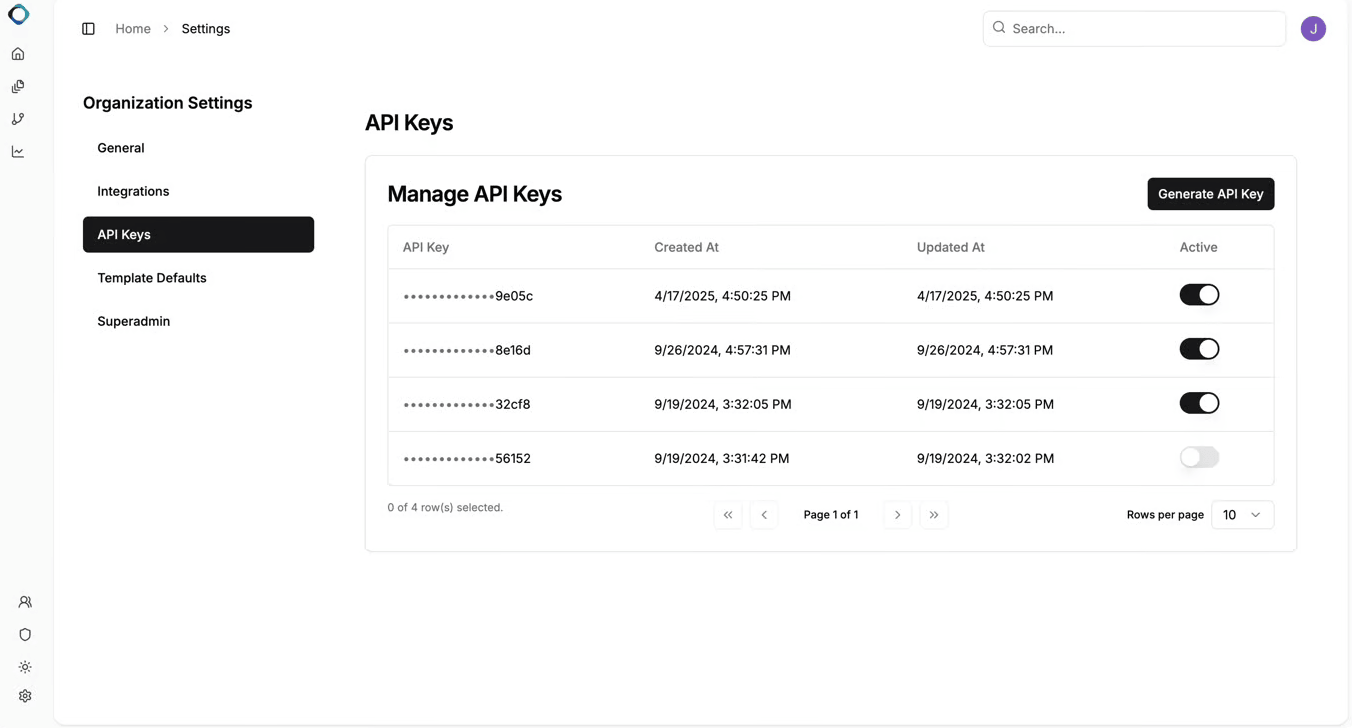 Home > Settings
Search...
J
Organization Settings
General
Integrations
API Keys
Template Defaults
Superadmin
API Keys
Manage API Keys
Generate API Key
API Key Created At Updated At Active
•••••••••••••9e05c 4/17/2025, 4:50:25 PM 4/17/2025, 4:50:25 PM
•••••••••••••8e16d 9/26/2024, 4:57:31 PM 9/26/2024, 4:57:31 PM
•••••••••••••32cf8 9/19/2024, 3:32:05 PM 9/19/2024, 3:32:05 PM
•••••••••••••56152 9/19/2024, 3:31:42 PM 9/19/2024, 3:32:02 PM
0 of 4 row(s) selected.
« ‹ Page 1 of 1 › »
Rows per page 10